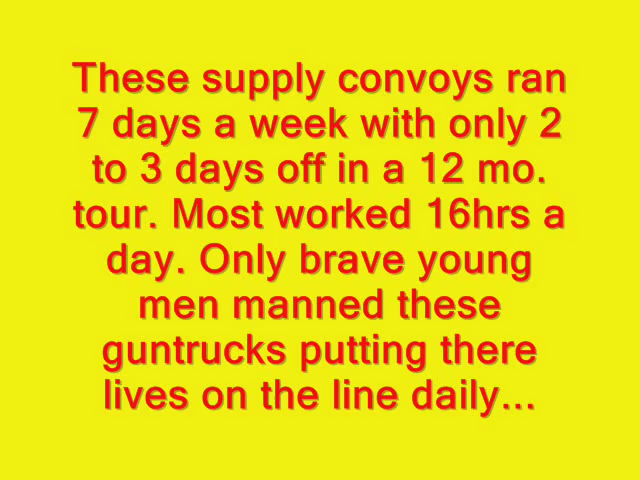 These supply convoys ran
7 days a week with only 2
to 3 days off in a 12 mo.
tour. Most worked 16hrs a
day. Only brave young
men manned these
guntrucks putting there
lives on the line daily...